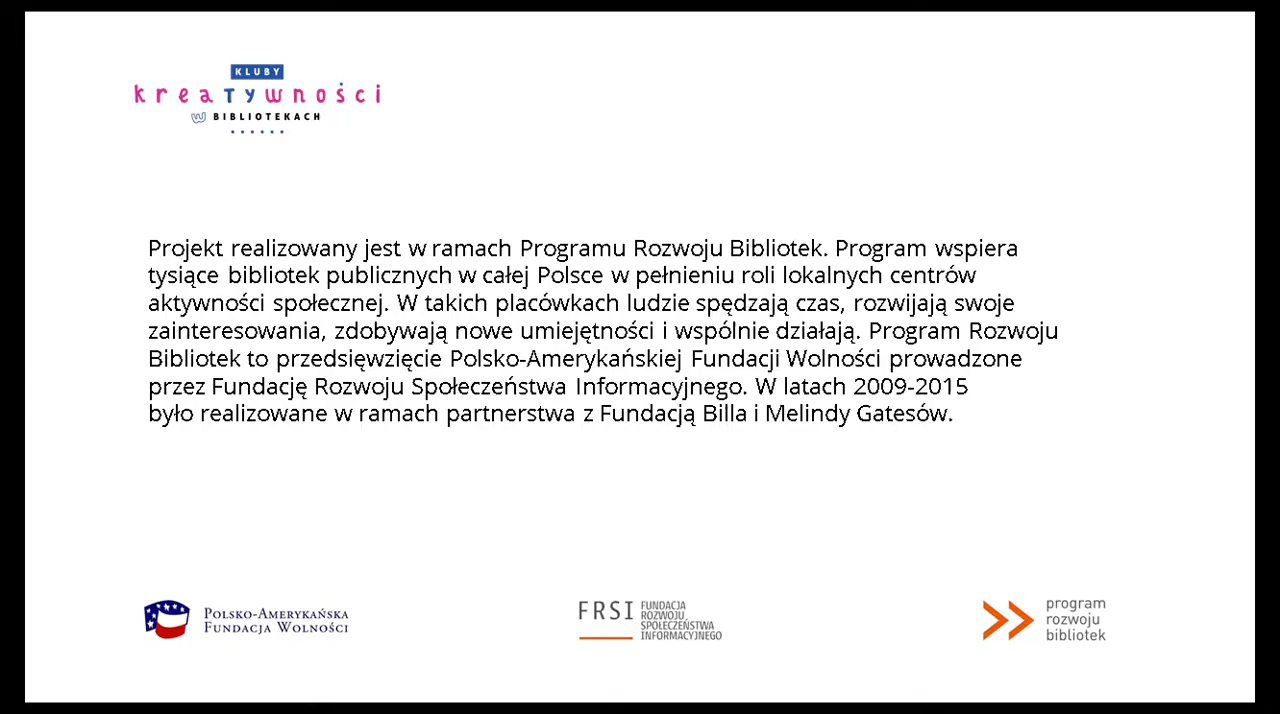 KLUBY
kreaTYwności
w BIBLIOTEKACH
Projekt realizowany jest w ramach Programu Rozwoju Bibliotek. Program wspiera
tysiące bibliotek publicznych w całej Polsce w pełnieniu roli lokalnych centrów
aktywności społecznej. W takich placówkach ludzie spędzają czas, rozwijają swoje
zainteresowania, zdobywają nowe umiejętności i wspólnie działają. Program Rozwoju
Bibliotek to przedsięwzięcie Polsko-Amerykańskiej Fundacji Wolności prowadzone
przez Fundację Rozwoju Społeczeństwa Informacyjnego. W latach 2009-2015
było realizowane w ramach partnerstwa z Fundacją Billa i Melindy Gatesów.
Polsko-Amerykańska
Fundacja Wolności
FRSI
FUNDACJA
ROZWOJU
SPOŁECZEŃSTWA
INFORMACYJNEGO
program
rozwoju
bibliotek